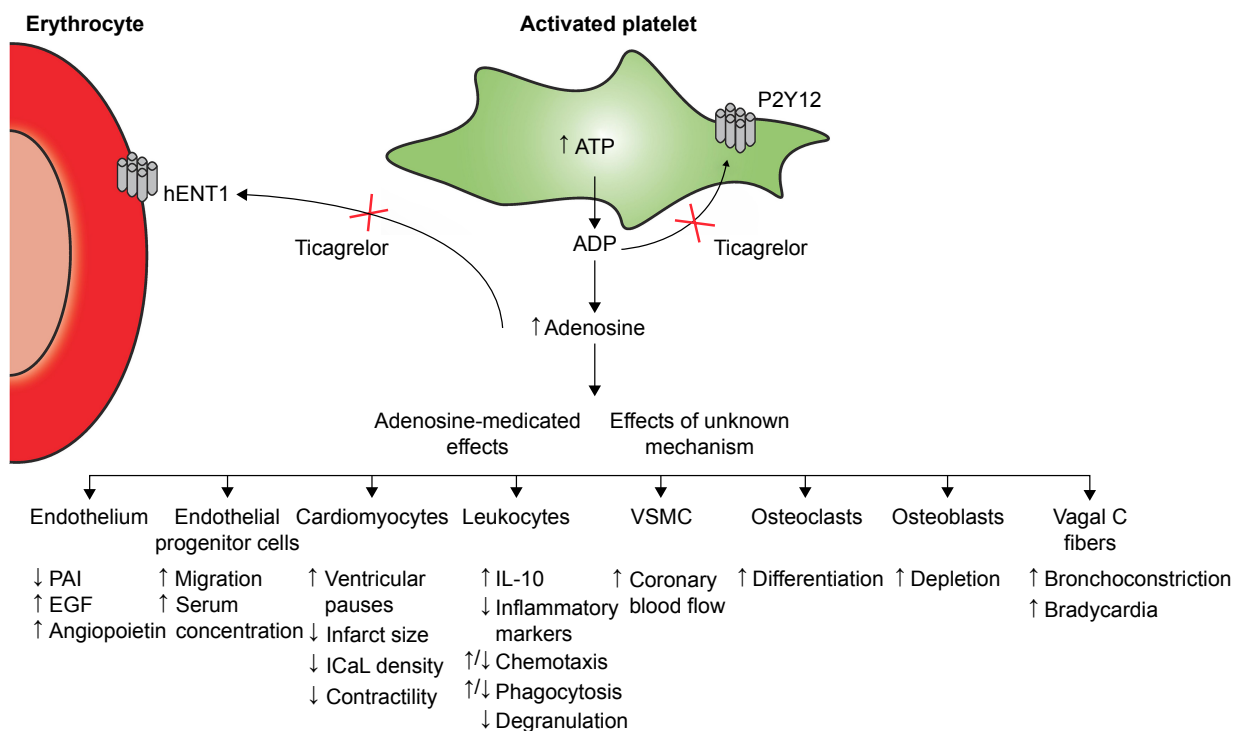 Erythrocyte
Activated platelet
P2Y12
↑ ATP
hENT1
Ticagrelor
ADP
Ticagrelor
↑ Adenosine
Adenosine-medicated
effects
Effects of unknown
mechanism
Endothelium
↓ PAI
↑ EGF
↑ Angiopoietin
Endothelial
progenitor cells
↑ Migration
↑ Serum
concentration
Cardiomyocytes
↑ Ventricular
pauses
↓ Infarct size
↓ ICaL density
↓ Contractility
Leukocytes
↑ IL-10
↓ Inflammatory
markers
↑/↓ Chemotaxis
↑/↓ Phagocytosis
↓ Degranulation
VSMC
↑ Coronary
blood flow
Osteoclasts
↑ Differentiation
Osteoblasts
↑ Depletion
Vagal C
fibers
↑ Bronchoconstriction
↑ Bradycardia